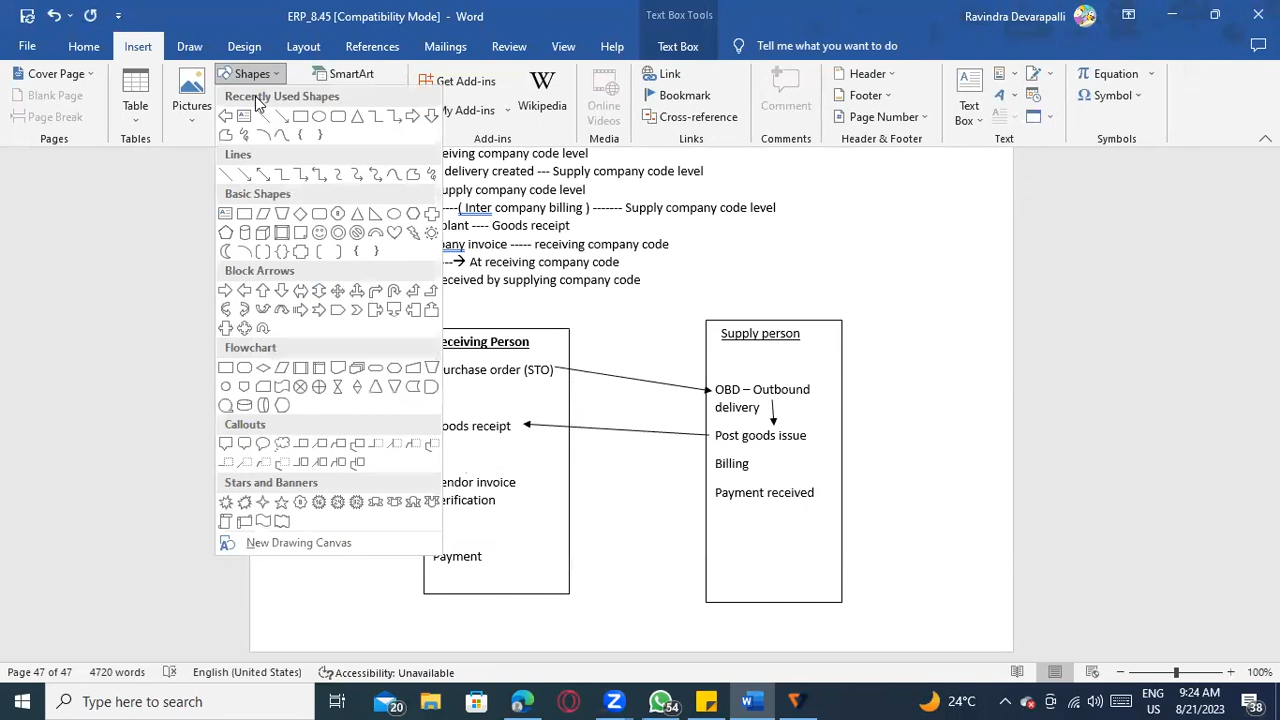 ERP_8.45 [Compatibility Mode] - Word
Text Box Tools
Ravindra Devarapalli
File
Home
Insert
Draw
Design
Layout
References
Mailings
Review
View
Help
Text Box
Tell me what you want to do
Cover Page
Blank Page
Page Break
Pages
Table
Tables
Pictures
Shapes
SmartArt
Get Add-ins
My Add-ins
Add-ins
Wikipedia
Online
Videos
Media
Link
Bookmark
Cross-reference
Links
Comment
Comments
Header
Footer
Page Number
Header & Footer
Text
Box
Text
Equation
Symbol
Symbols
Recently Used Shapes
Lines
Basic Shapes
Block Arrows
Flowchart
Callouts
Stars and Banners
New Drawing Canvas
eiving company code level
delivery created --- Supply company code level
upply company code level
----( Inter company billing ) ------- Supply company code level
plant ---- Goods receipt
any invoice ----- receiving company code
---→ At receiving company code
eceived by supplying company code
eceiving Person
urchase order (STO)
oods receipt
endor invoice
erification
Payment
Supply person
OBD – Outbound
delivery
Post goods issue
Billing
Payment received
Page 47 of 47
4720 words
English (United States)
Accessibility: Unavailable
100%
Type here to search
20
54
24°C
ENG
US
9:24 AM
8/21/2023
38